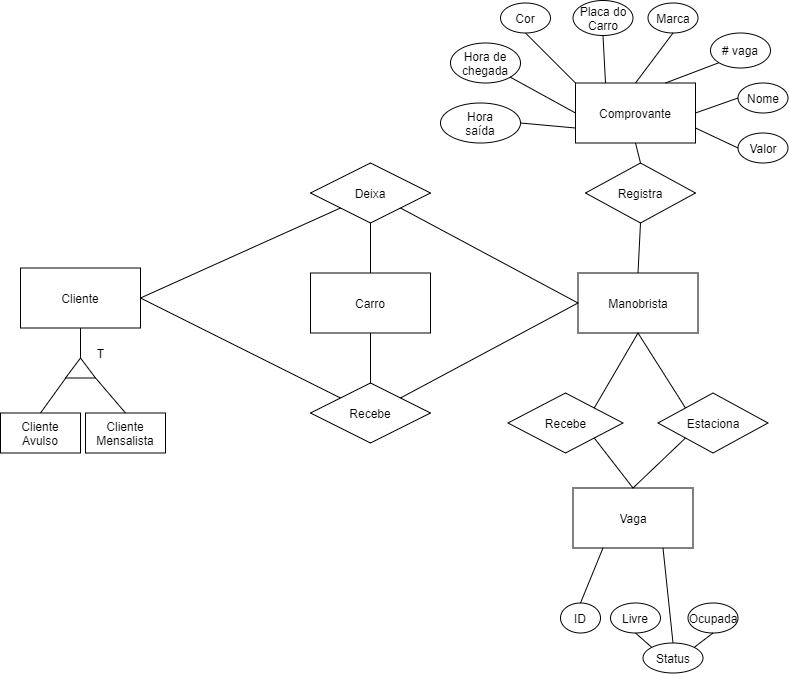 Cor
Placa do
Carro
Marca
# vaga
Hora de
chegada
Nome
Comprovante
Hora
saída
Valor
Deixa
Registra
Cliente
Carro
Manobrista
T
Cliente
Avulso
Cliente
Mensalista
Recebe
Recebe
Estaciona
Vaga
ID
Livre
Ocupada
Status